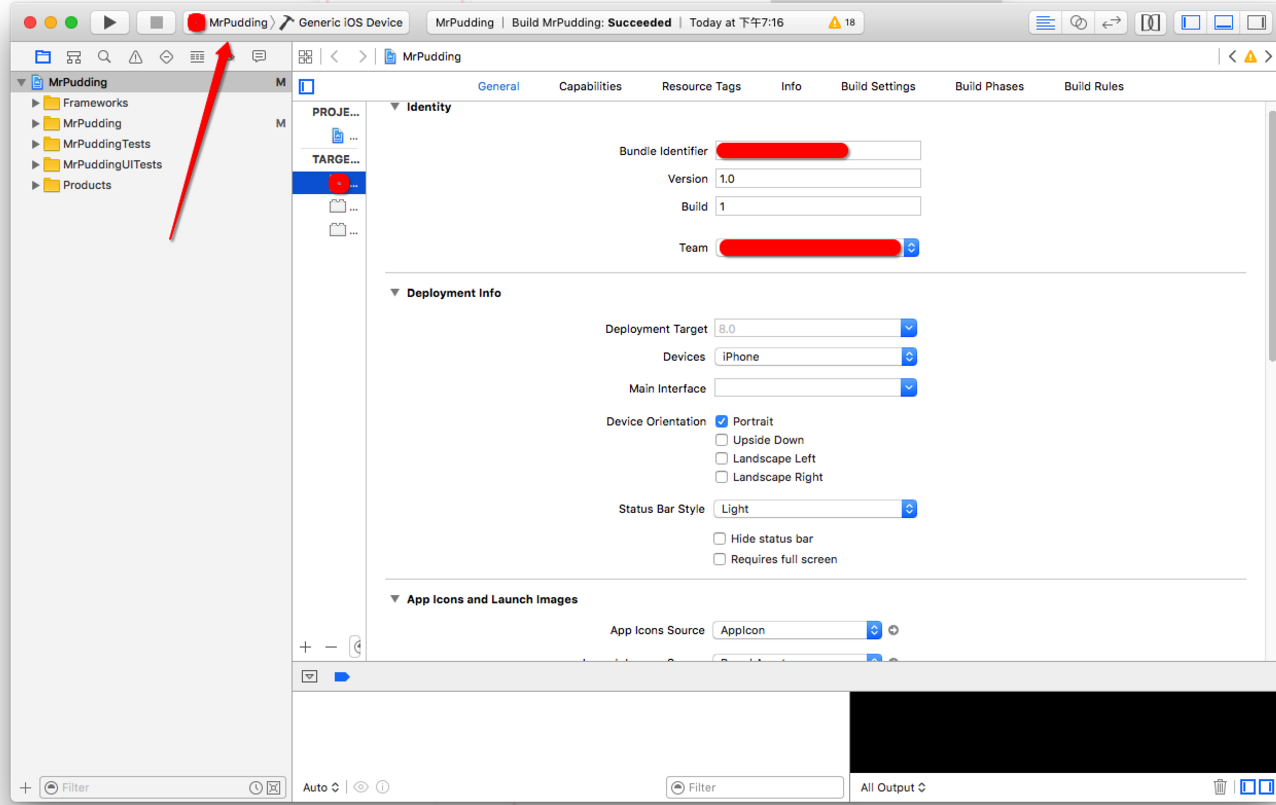 MrPudding 〉 Generic iOS Device
MrPudding | Build MrPudding: Succeeded | Today at 下午7:16
18
MrPudding
MrPudding M
General Capabilities Resource Tags Info Build Settings Build Phases Build Rules
Frameworks
MrPudding M
MrPuddingTests
MrPuddingUITests
Products
PROJE...
...
TARGE...
...
...
...
Identity
Bundle Identifier
Version 1.0
Build 1
Team
Deployment Info
Deployment Target 8.0
Devices iPhone
Main Interface
Device Orientation Portrait
Upside Down
Landscape Left
Landscape Right
Status Bar Style Light
Hide status bar
Requires full screen
App Icons and Launch Images
App Icons Source AppIcon
Filter
Auto
Filter
All Output